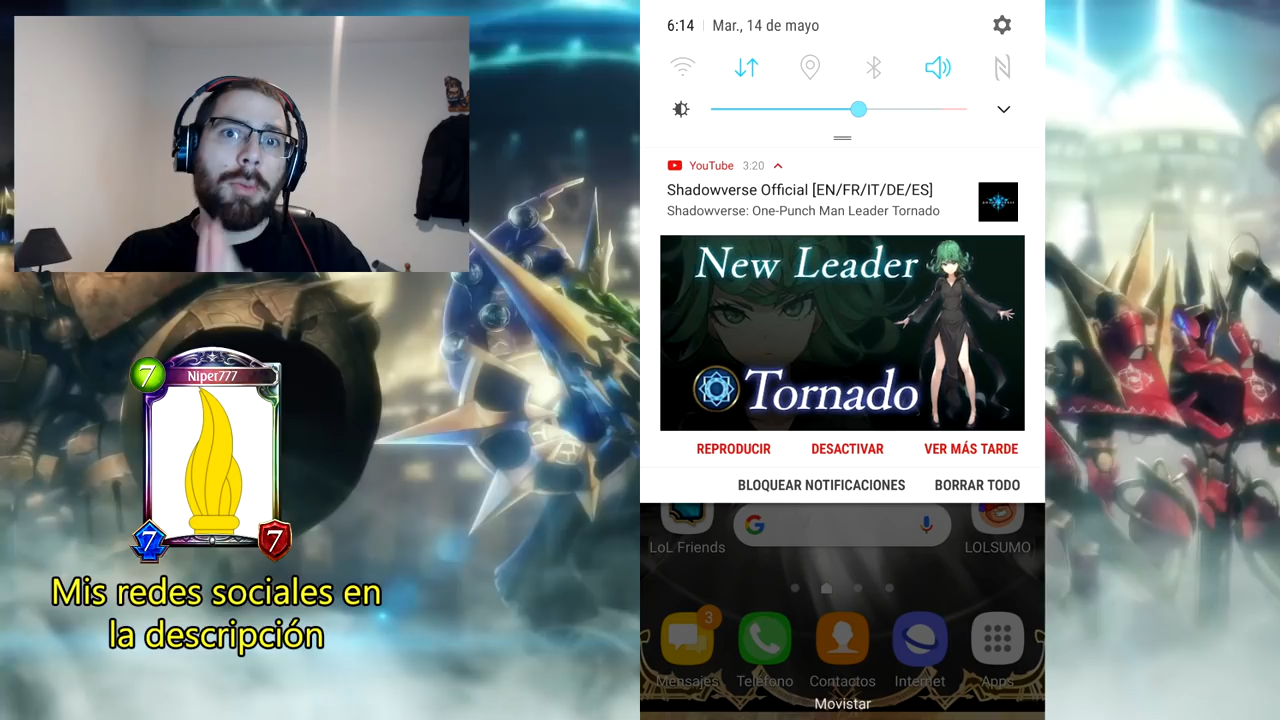 7
Niper777
7
7
Mis redes sociales en
la descripción
6:14
Mar., 14 de mayo
YouTube 3:20
Shadowverse Official [EN/FR/IT/DE/ES]
Shadowverse: One-Punch Man Leader Tornado
New Leader
Tornado
REPRODUCIR DESACTIVAR VER MÁS TARDE
BLOQUEAR NOTIFICACIONES BORRAR TODO
G
LoL Friends LOLSUMO
3
Mensajes Teléfono Contactos Internet Apps
Movistar